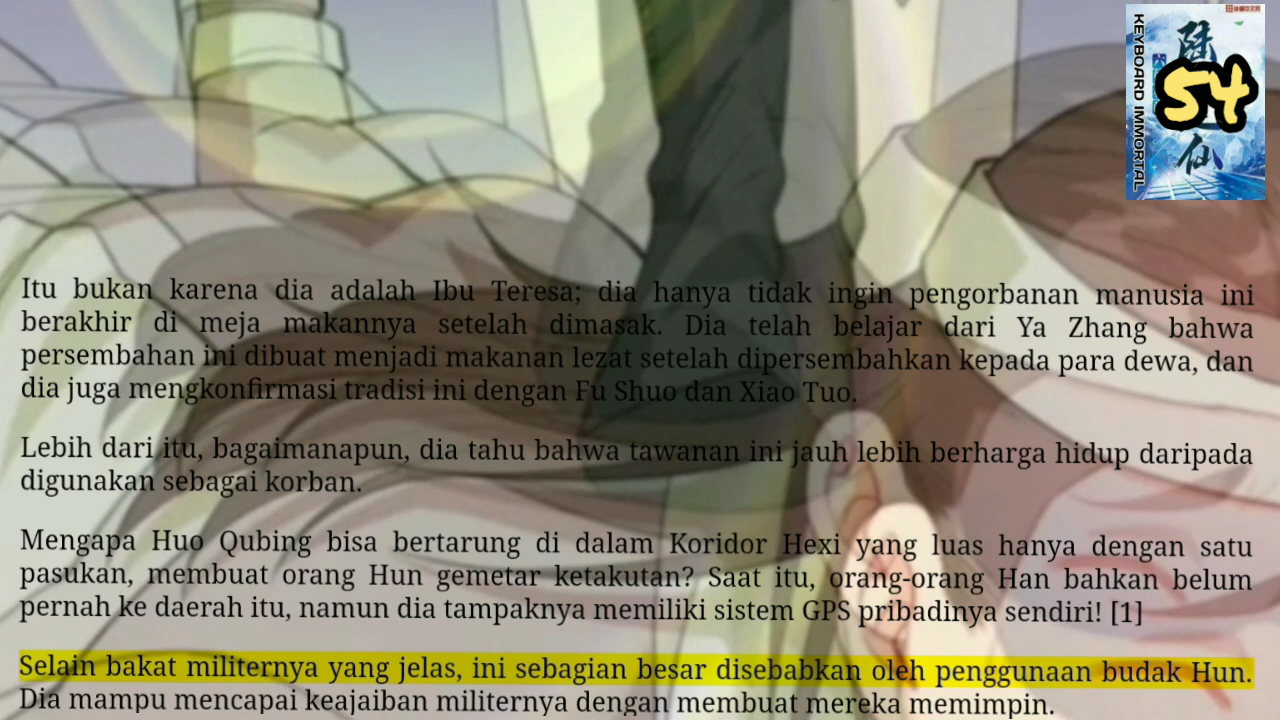 KEYBOARD IMMORTAL
陆
仙
54
Itu bukan karena dia adalah Ibu Teresa; dia hanya tidak ingin pengorbanan manusia ini
berakhir di meja makannya setelah dimasak. Dia telah belajar dari Ya Zhang bahwa
persembahan ini dibuat menjadi makanan lezat setelah dipersembahkan kepada para dewa, dan
dia juga mengkonfirmasi tradisi ini dengan Fu Shuo dan Xiao Tuo.
Lebih dari itu, bagaimanapun, dia tahu bahwa tawanan ini jauh lebih berharga hidup daripada
digunakan sebagai korban.
Mengapa Huo Qubing bisa bertarung di dalam Koridor Hexi yang luas hanya dengan satu
pasukan, membuat orang Hun gemetar ketakutan? Saat itu, orang-orang Han bahkan belum
pernah ke daerah itu, namun dia tampaknya memiliki sistem GPS pribadinya sendiri! [1]
Selain bakat militernya yang jelas, ini sebagian besar disebabkan oleh penggunaan budak Hun.
Dia mampu mencapai keajaiban militernya dengan membuat mereka memimpin.